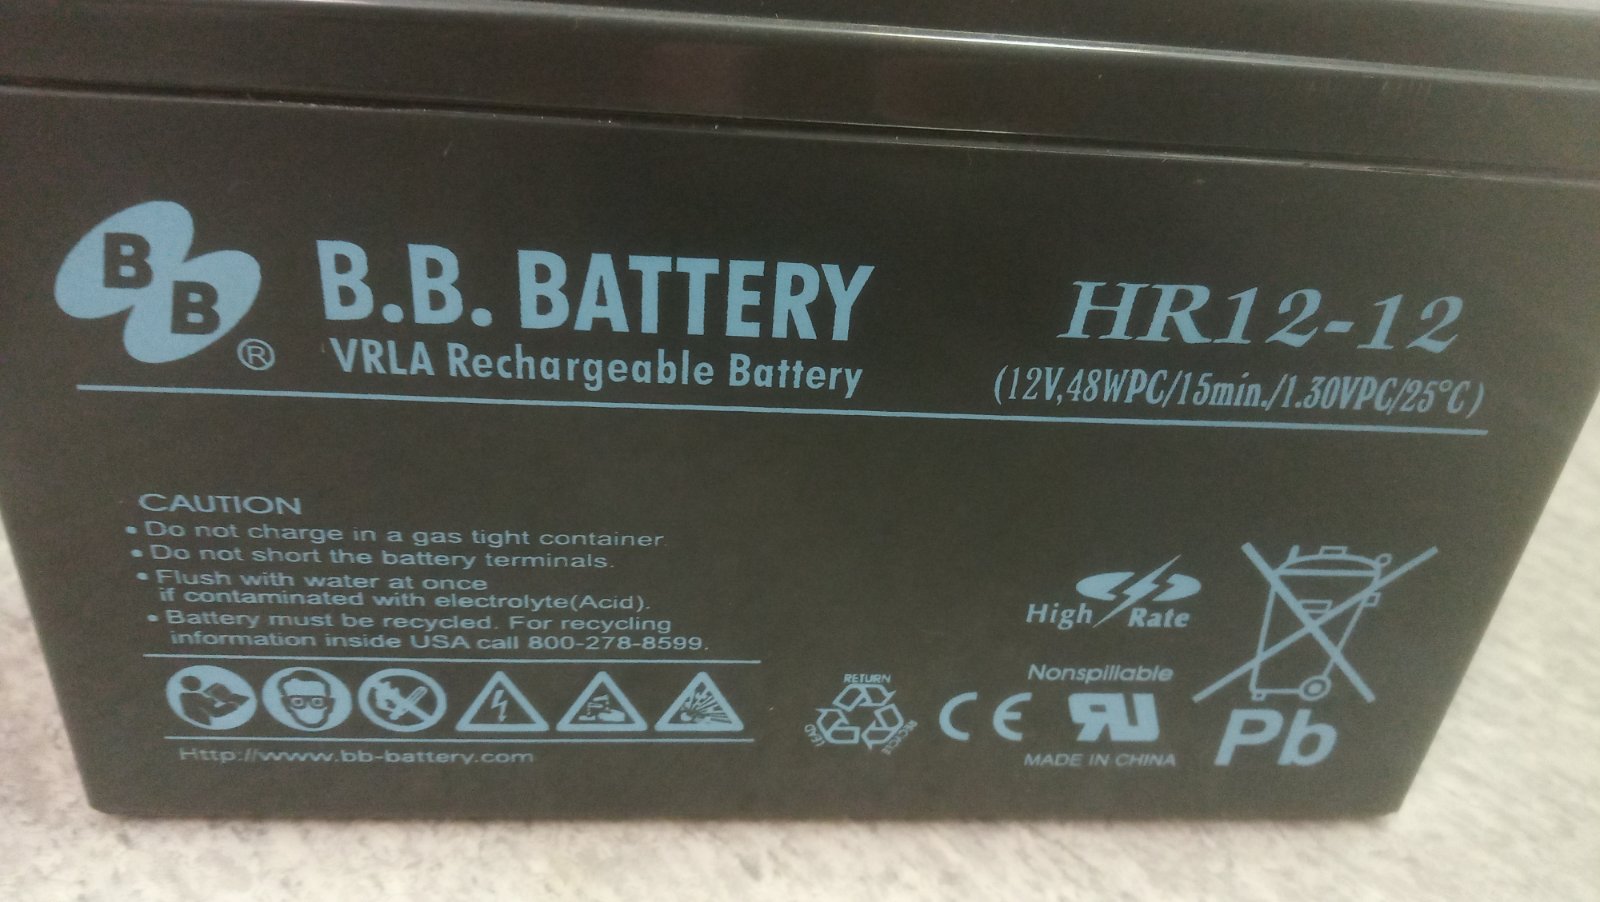 B B ®
B.B. BATTERY
VRLA Rechargeable Battery
HR12-12
(12V,48WPC/15min./1.30VPC/25°C)
CAUTION
• Do not charge in a gas tight container.
• Do not short the battery terminals.
• Flush with water at once
if contaminated with electrolyte(Acid).
• Battery must be recycled. For recycling
information inside USA call 800-278-8599.
Http://www.bb-battery.com
RETURN
LEAD
RECYCLE
CE
High Rate
Nonspillable
RU
MADE IN CHINA
Pb